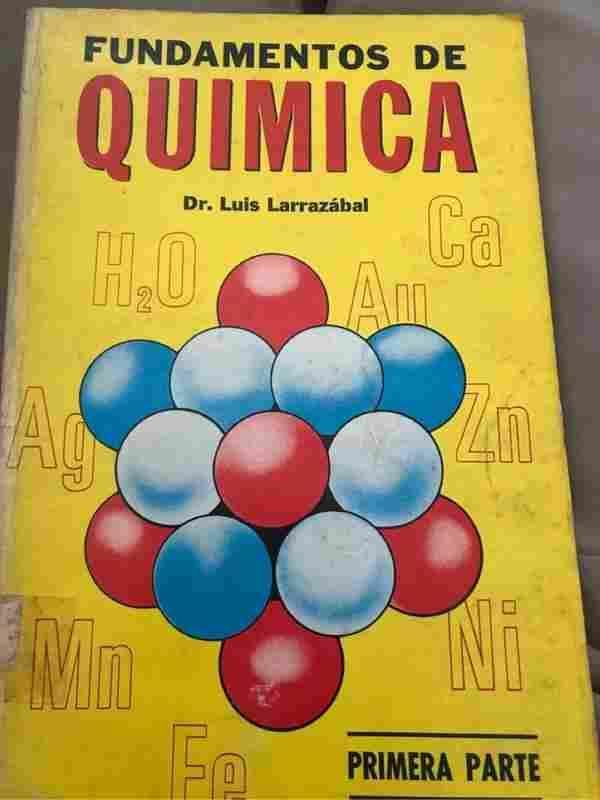 FUNDAMENTOS DE
QUIMICA
Dr. Luis Larrazábal
Ca
H₂O
Au
Ag
Zn
Mn
Ni
Fe
PRIMERA PARTE